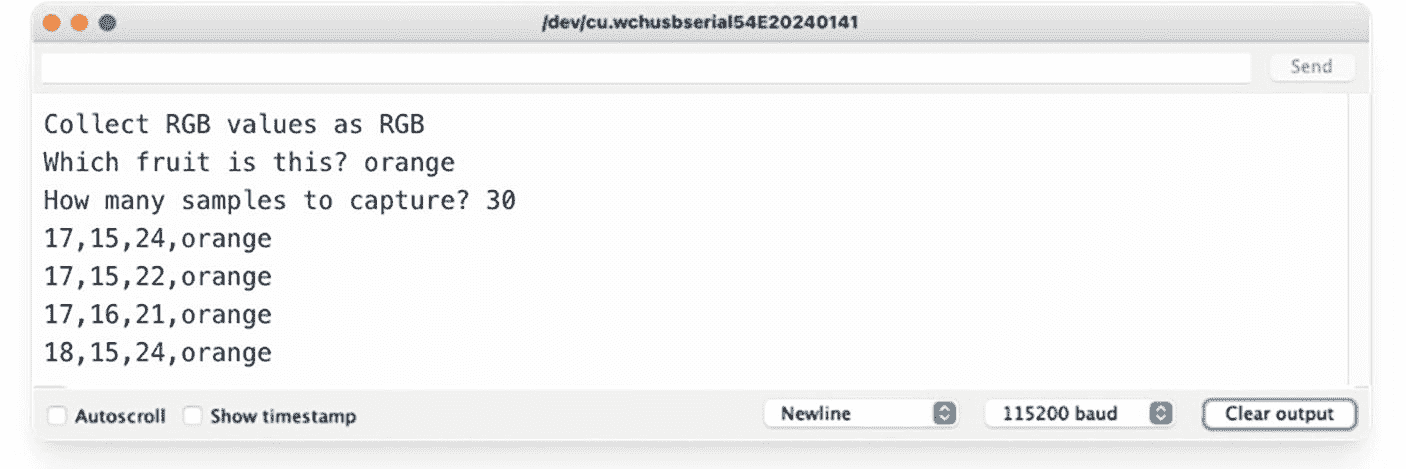 /dev/cu.wchusbserial54E20240141
Send
Collect RGB values as RGB
Which fruit is this? orange
How many samples to capture? 30
17,15,24,orange
17,15,22,orange
17,16,21,orange
18,15,24,orange
Autoscroll Show timestamp Newline 115200 baud Clear output